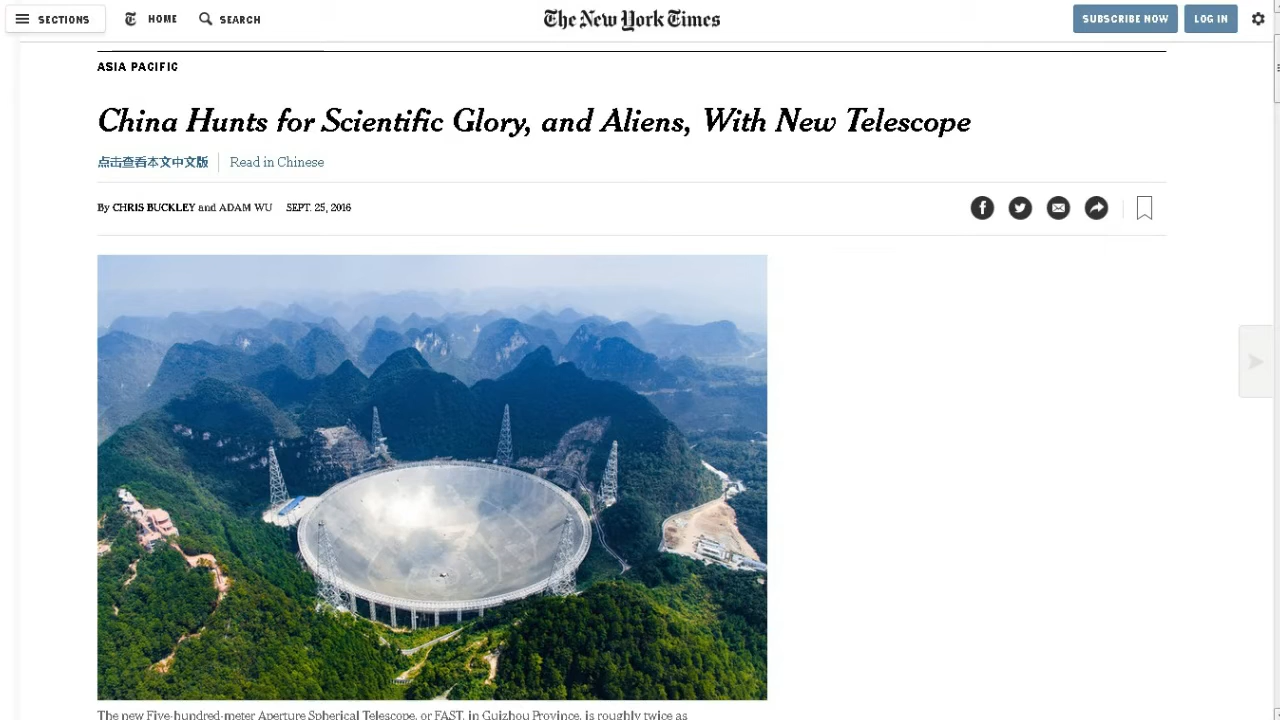 SECTIONS
HOME
SEARCH
The New York Times
SUBSCRIBE NOW
LOG IN
ASIA PACIFIC
China Hunts for Scientific Glory, and Aliens, With New Telescope
点击查看本文中文版 Read in Chinese
By CHRIS BUCKLEY and ADAM WU SEPT. 25, 2016
The new Five-hundred-meter Aperture Spherical Telescope, or FAST, in Guizhou Province, is roughly twice as